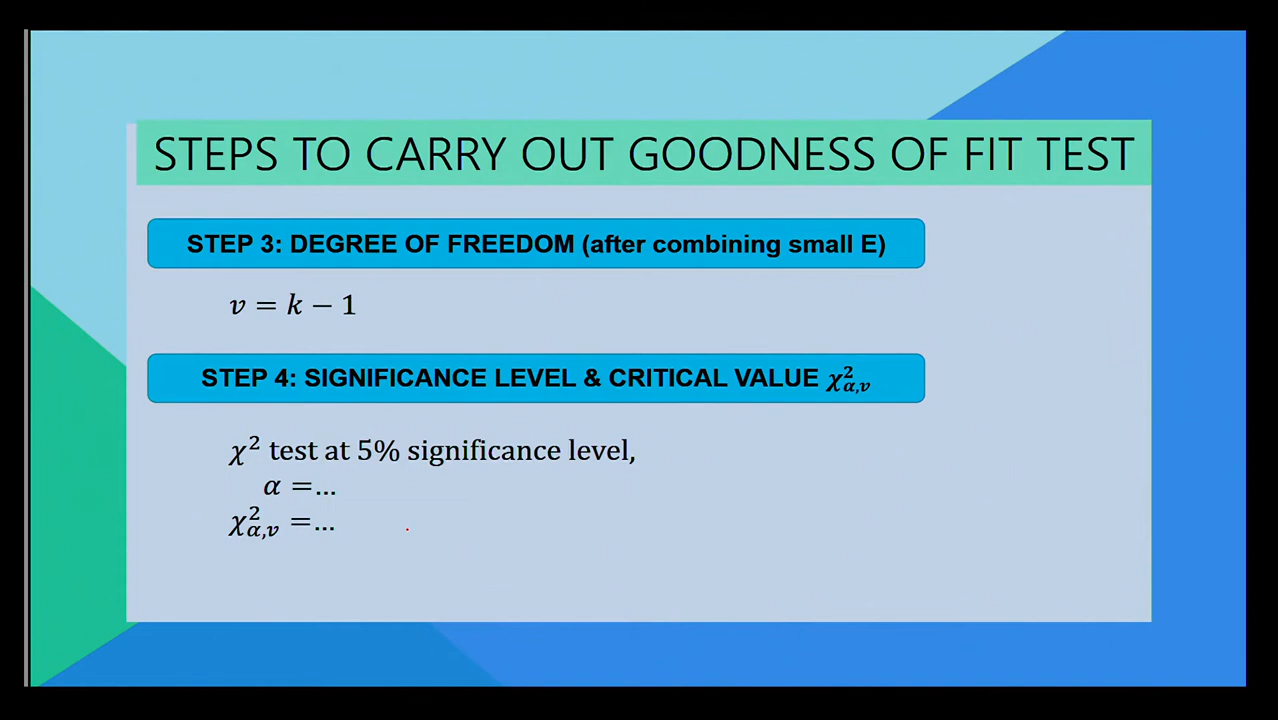 STEPS TO CARRY OUT GOODNESS OF FIT TEST
STEP 3: DEGREE OF FREEDOM (after combining small E)
𝑣 = 𝑘 − 1
STEP 4: SIGNIFICANCE LEVEL & CRITICAL VALUE 𝝌²𝜶,𝒗
𝜒² test at 5% significance level,
𝛼 =...
𝜒²𝛼,𝑣 =...